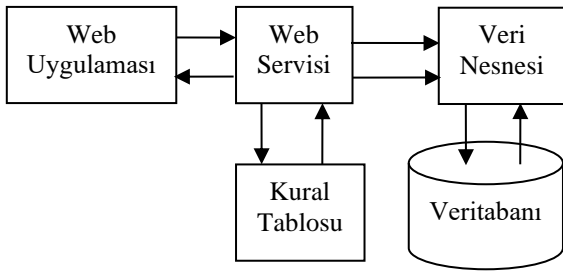 Web
Uygulaması
Web
Servisi
Veri
Nesnesi
Kural
Tablosu
Veritabanı